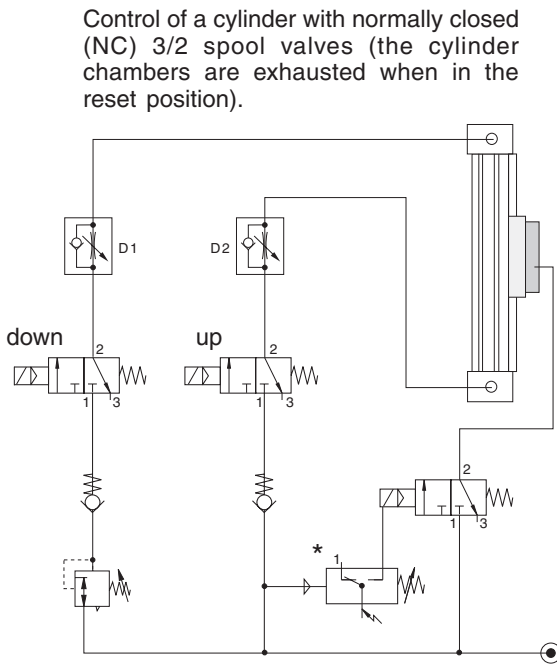 Control of a cylinder with normally closed
(NC) 3/2 spool valves (the cylinder
chambers are exhausted when in the
reset position).
D1
D2
down
up
2
2
1
3
1
3
2
* 1
1
3